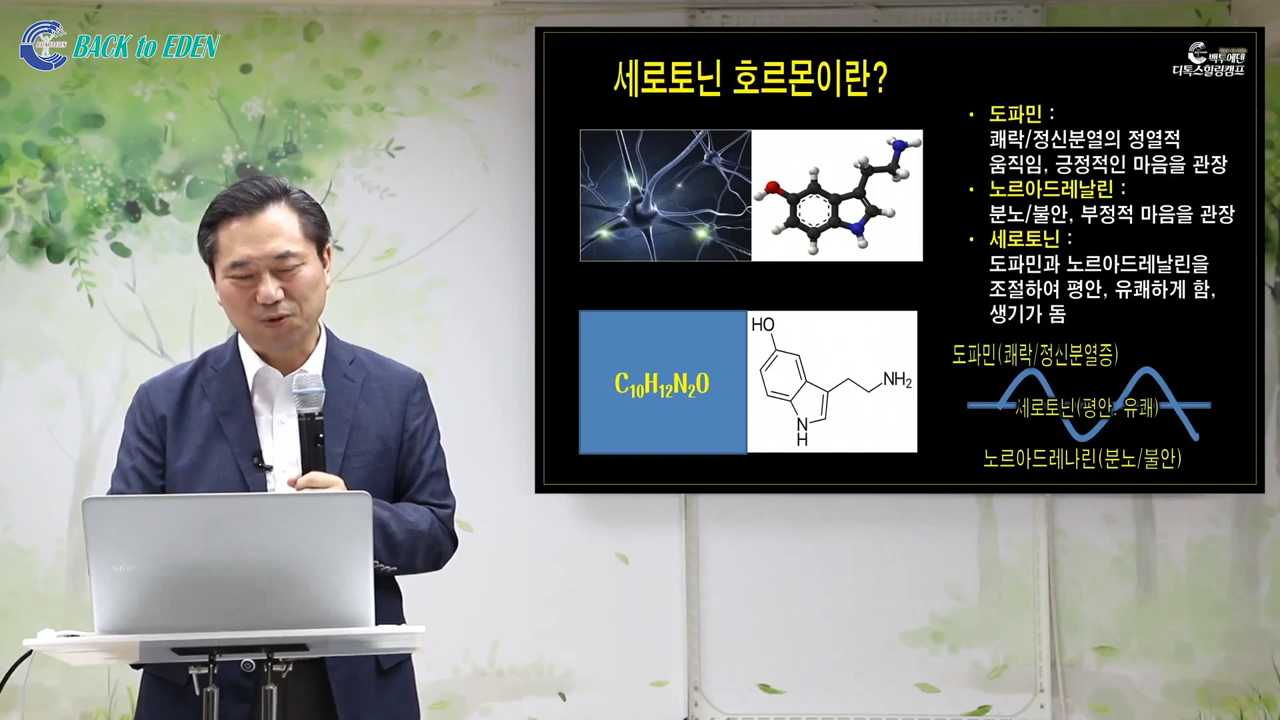 BACK to EDEN
세로토닌 호르몬이란?
백투에덴
디톡스힐링캠프
• 도파민 :
쾌락/정신분열의 정열적
움직임, 긍정적인 마음을 관장
• 노르아드레날린 :
분노/불안, 부정적 마음을 관장
• 세로토닌 :
도파민과 노르아드레날린을
조절하여 평안, 유쾌하게 함,
생기가 돔
C10H12N2O
HO
NH2
N
H
도파민(쾌락/정신분열증)
세로토닌(평안, 유쾌)
노르아드레나린(분노/불안)